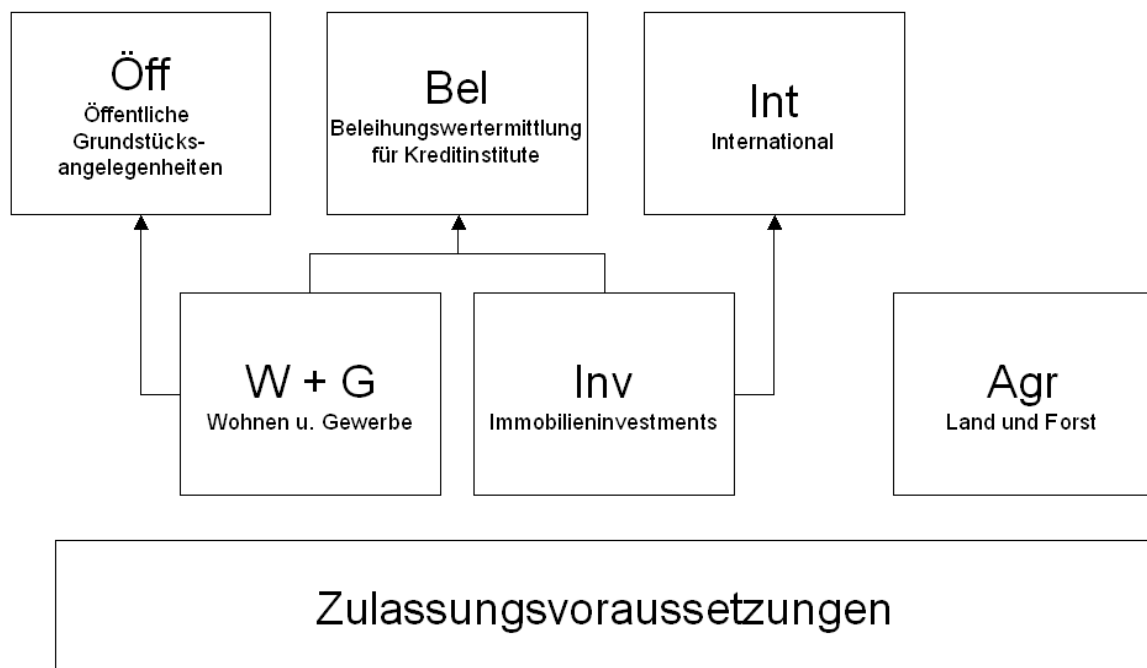 Öff
Öffentliche
Grundstücks-
angelegenheiten
Bel
Beleihungswertermittlung
für Kreditinstitute
Int
International
W + G
Wohnen u. Gewerbe
Inv
Immobilieninvestments
Agr
Land und Forst
Zulassungsvoraussetzungen